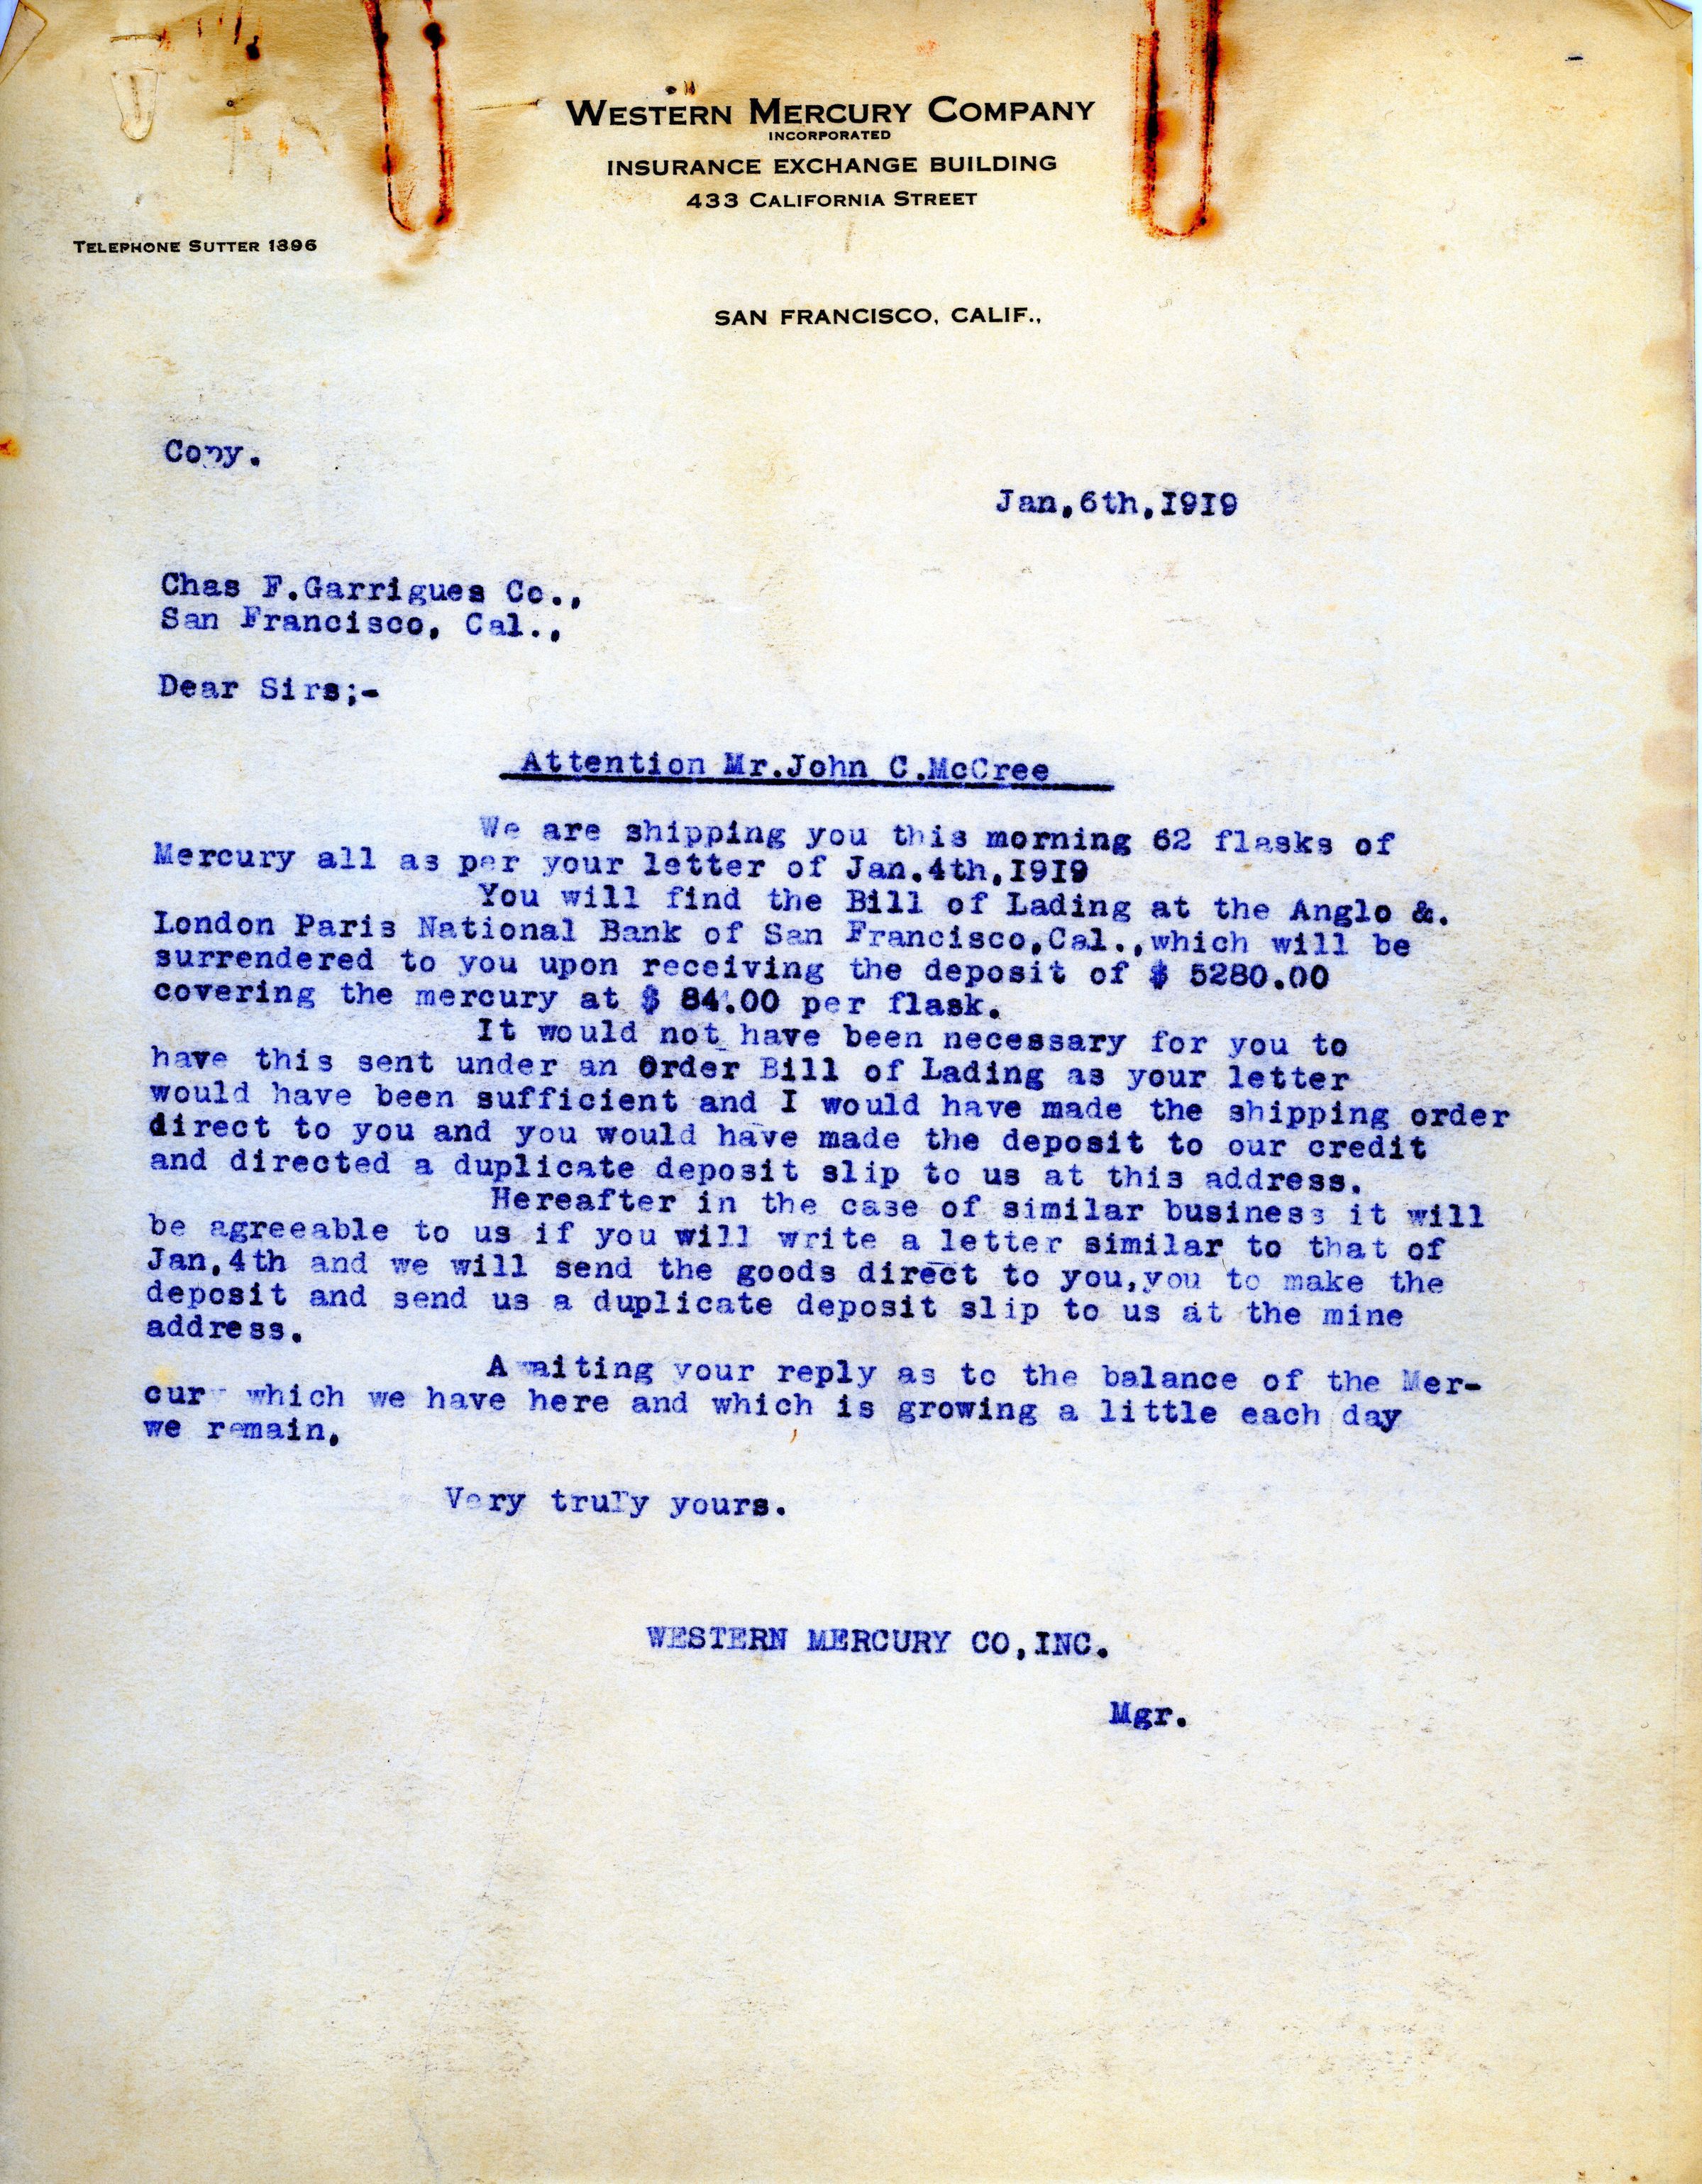 WESTERN MERCURY COMPANY
INCORPORATED
INSURANCE EXCHANGE BUILDING
433 CALIFORNIA STREET
TELEPHONE SUTTER 1396
SAN FRANCISCO, CALIF.,
Copy.
Jan,6th,I9I9
Chas F.Garrigues Co.,
San Francisco, Cal.,
Dear Sirs;-
Attention Mr.John C.McCree
We are shipping you this morning 62 flasks of
Mercury all as per your letter of Jan.4th,I9I9
You will find the Bill of Lading at the Anglo &.
London Paris National Bank of San Francisco,Cal.,which will be
surrendered to you upon receiving the deposit of $ 5280.00
covering the mercury at $ 84.00 per flask.
It would not have been necessary for you to
have this sent under an Order Bill of Lading as your letter
would have been sufficient and I would have made the shipping order
direct to you and you would have made the deposit to our credit
and directed a duplicate deposit slip to us at this address.
Hereafter in the case of similar business it will
be agreeable to us if you will write a letter similar to that of
Jan.4th and we will send the goods direct to you,you to make the
deposit and send us a duplicate deposit slip to us at the mine
address.
Awaiting your reply as to the balance of the Mer-
cury which we have here and which is growing a little each day
we remain,
Very truly yours.
WESTERN MERCURY CO,INC.
Mgr.